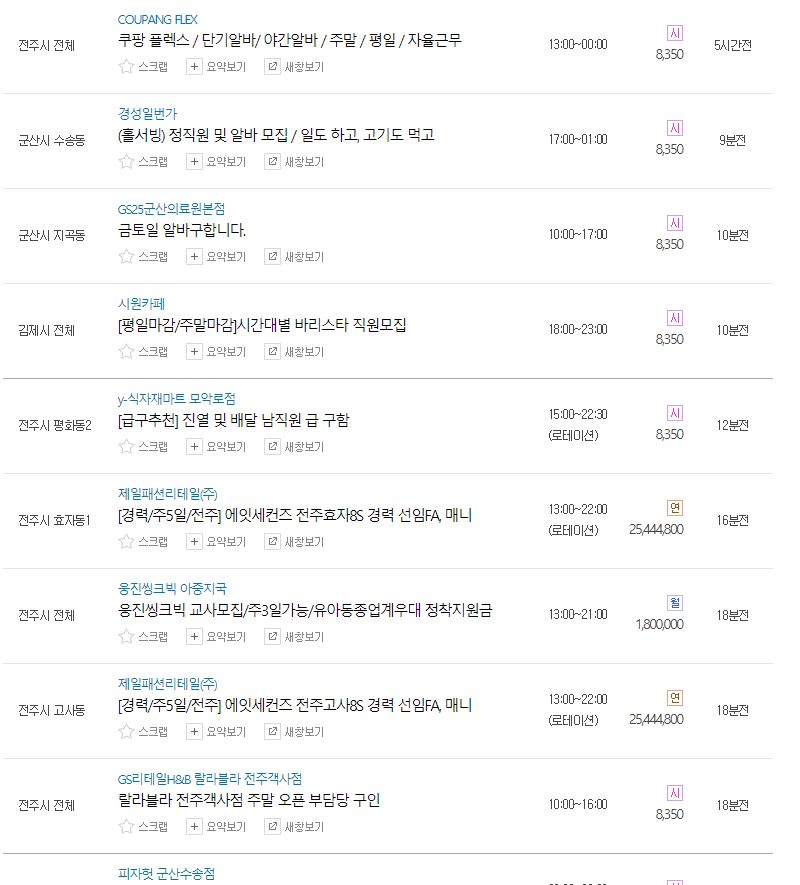 COUPANG FLEX
전주시 전체 쿠팡 플렉스 / 단기알바/ 야간알바 / 주말 / 평일 / 자율근무 13:00~00:00 시 8,350 5시간전
스크랩 요약보기 새창보기
경성일번가
군산시 수송동 (홀서빙) 정직원 및 알바 모집 / 일도 하고, 고기도 먹고 17:00~01:00 시 8,350 9분전
스크랩 요약보기 새창보기
GS25군산의료원본점
군산시 지곡동 금토일 알바구합니다. 10:00~17:00 시 8,350 10분전
스크랩 요약보기 새창보기
시원카페
김제시 전체 [평일마감/주말마감]시간대별 바리스타 직원모집 18:00~23:00 시 8,350 10분전
스크랩 요약보기 새창보기
y-식자재마트 모악로점
전주시 평화동2 [급구추천] 진열 및 배달 남직원 급 구함 15:00~22:30 (로테이션) 시 8,350 12분전
스크랩 요약보기 새창보기
제일패션리테일(주)
전주시 효자동1 [경력/주5일/전주] 에잇세컨즈 전주효자8S 경력 선임FA, 매니 13:00~22:00 (로테이션) 연 25,444,800 16분전
스크랩 요약보기 새창보기
웅진씽크빅 아중지국
전주시 전체 웅진씽크빅 교사모집/주3일가능/유아동종업계우대 정착지원금 13:00~21:00 월 1,800,000 18분전
스크랩 요약보기 새창보기
제일패션리테일(주)
전주시 고사동 [경력/주5일/전주] 에잇세컨즈 전주고사8S 경력 선임FA, 매니 13:00~22:00 (로테이션) 연 25,444,800 18분전
스크랩 요약보기 새창보기
GS리테일H&B 랄라블라 전주객사점
전주시 전체 랄라블라 전주객사점 주말 오픈 부담당 구인 10:00~16:00 시 8,350 18분전
스크랩 요약보기 새창보기
피자헛 군산수송점